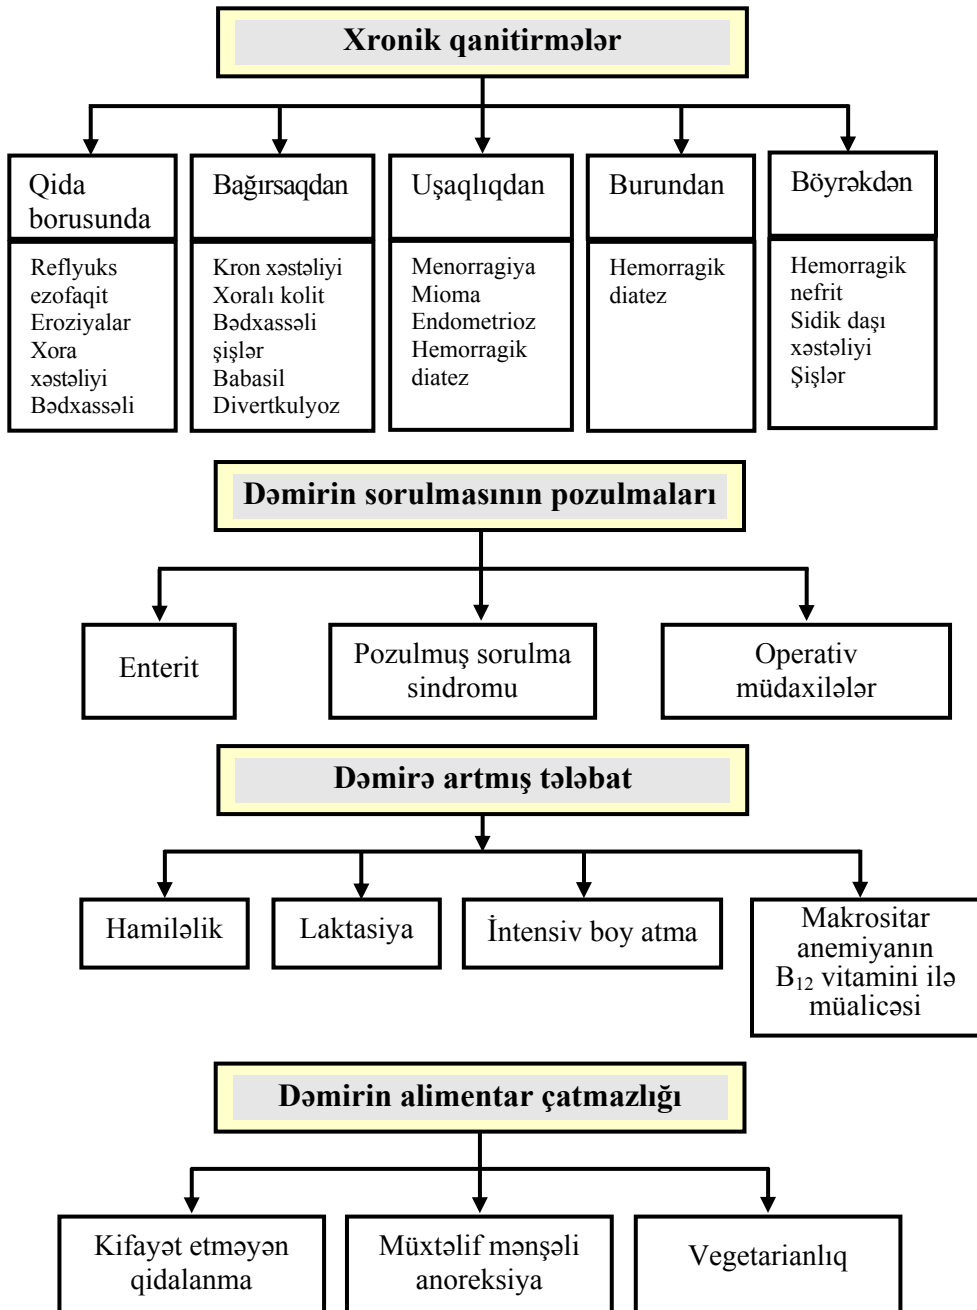 Xronik qanitirmələr
Qida
borusunda
Bağırsaqdan
Uşaqlıqdan
Burundan
Böyrəkdən
Reflyuks
ezofaqit
Eroziyalar
Xora
xəstəliyi
Bədxassəli
Kron xəstəliyi
Xoralı kolit
Bədxassəli
şişlər
Babasil
Divertkulyoz
Menorragiya
Mioma
Endometrioz
Hemorragik
diatez
Hemorragik
diatez
Hemorragik
nefrit
Sidik daşı
xəstəliyi
Şişlər
Dəmirin sorulmasının pozulmaları
Enterit
Pozulmuş sorulma
sindromu
Operativ
müdaxilələr
Dəmirə artmış tələbat
Hamiləlik
Laktasiya
İntensiv boy atma
Makrositar
anemiyanın
B₁₂ vitamini ilə
müalicəsi
Dəmirin alimentar çatmazlığı
Kifayət etməyən
qidalanma
Müxtəlif mənşəli
anoreksiya
Vegetarianlıq